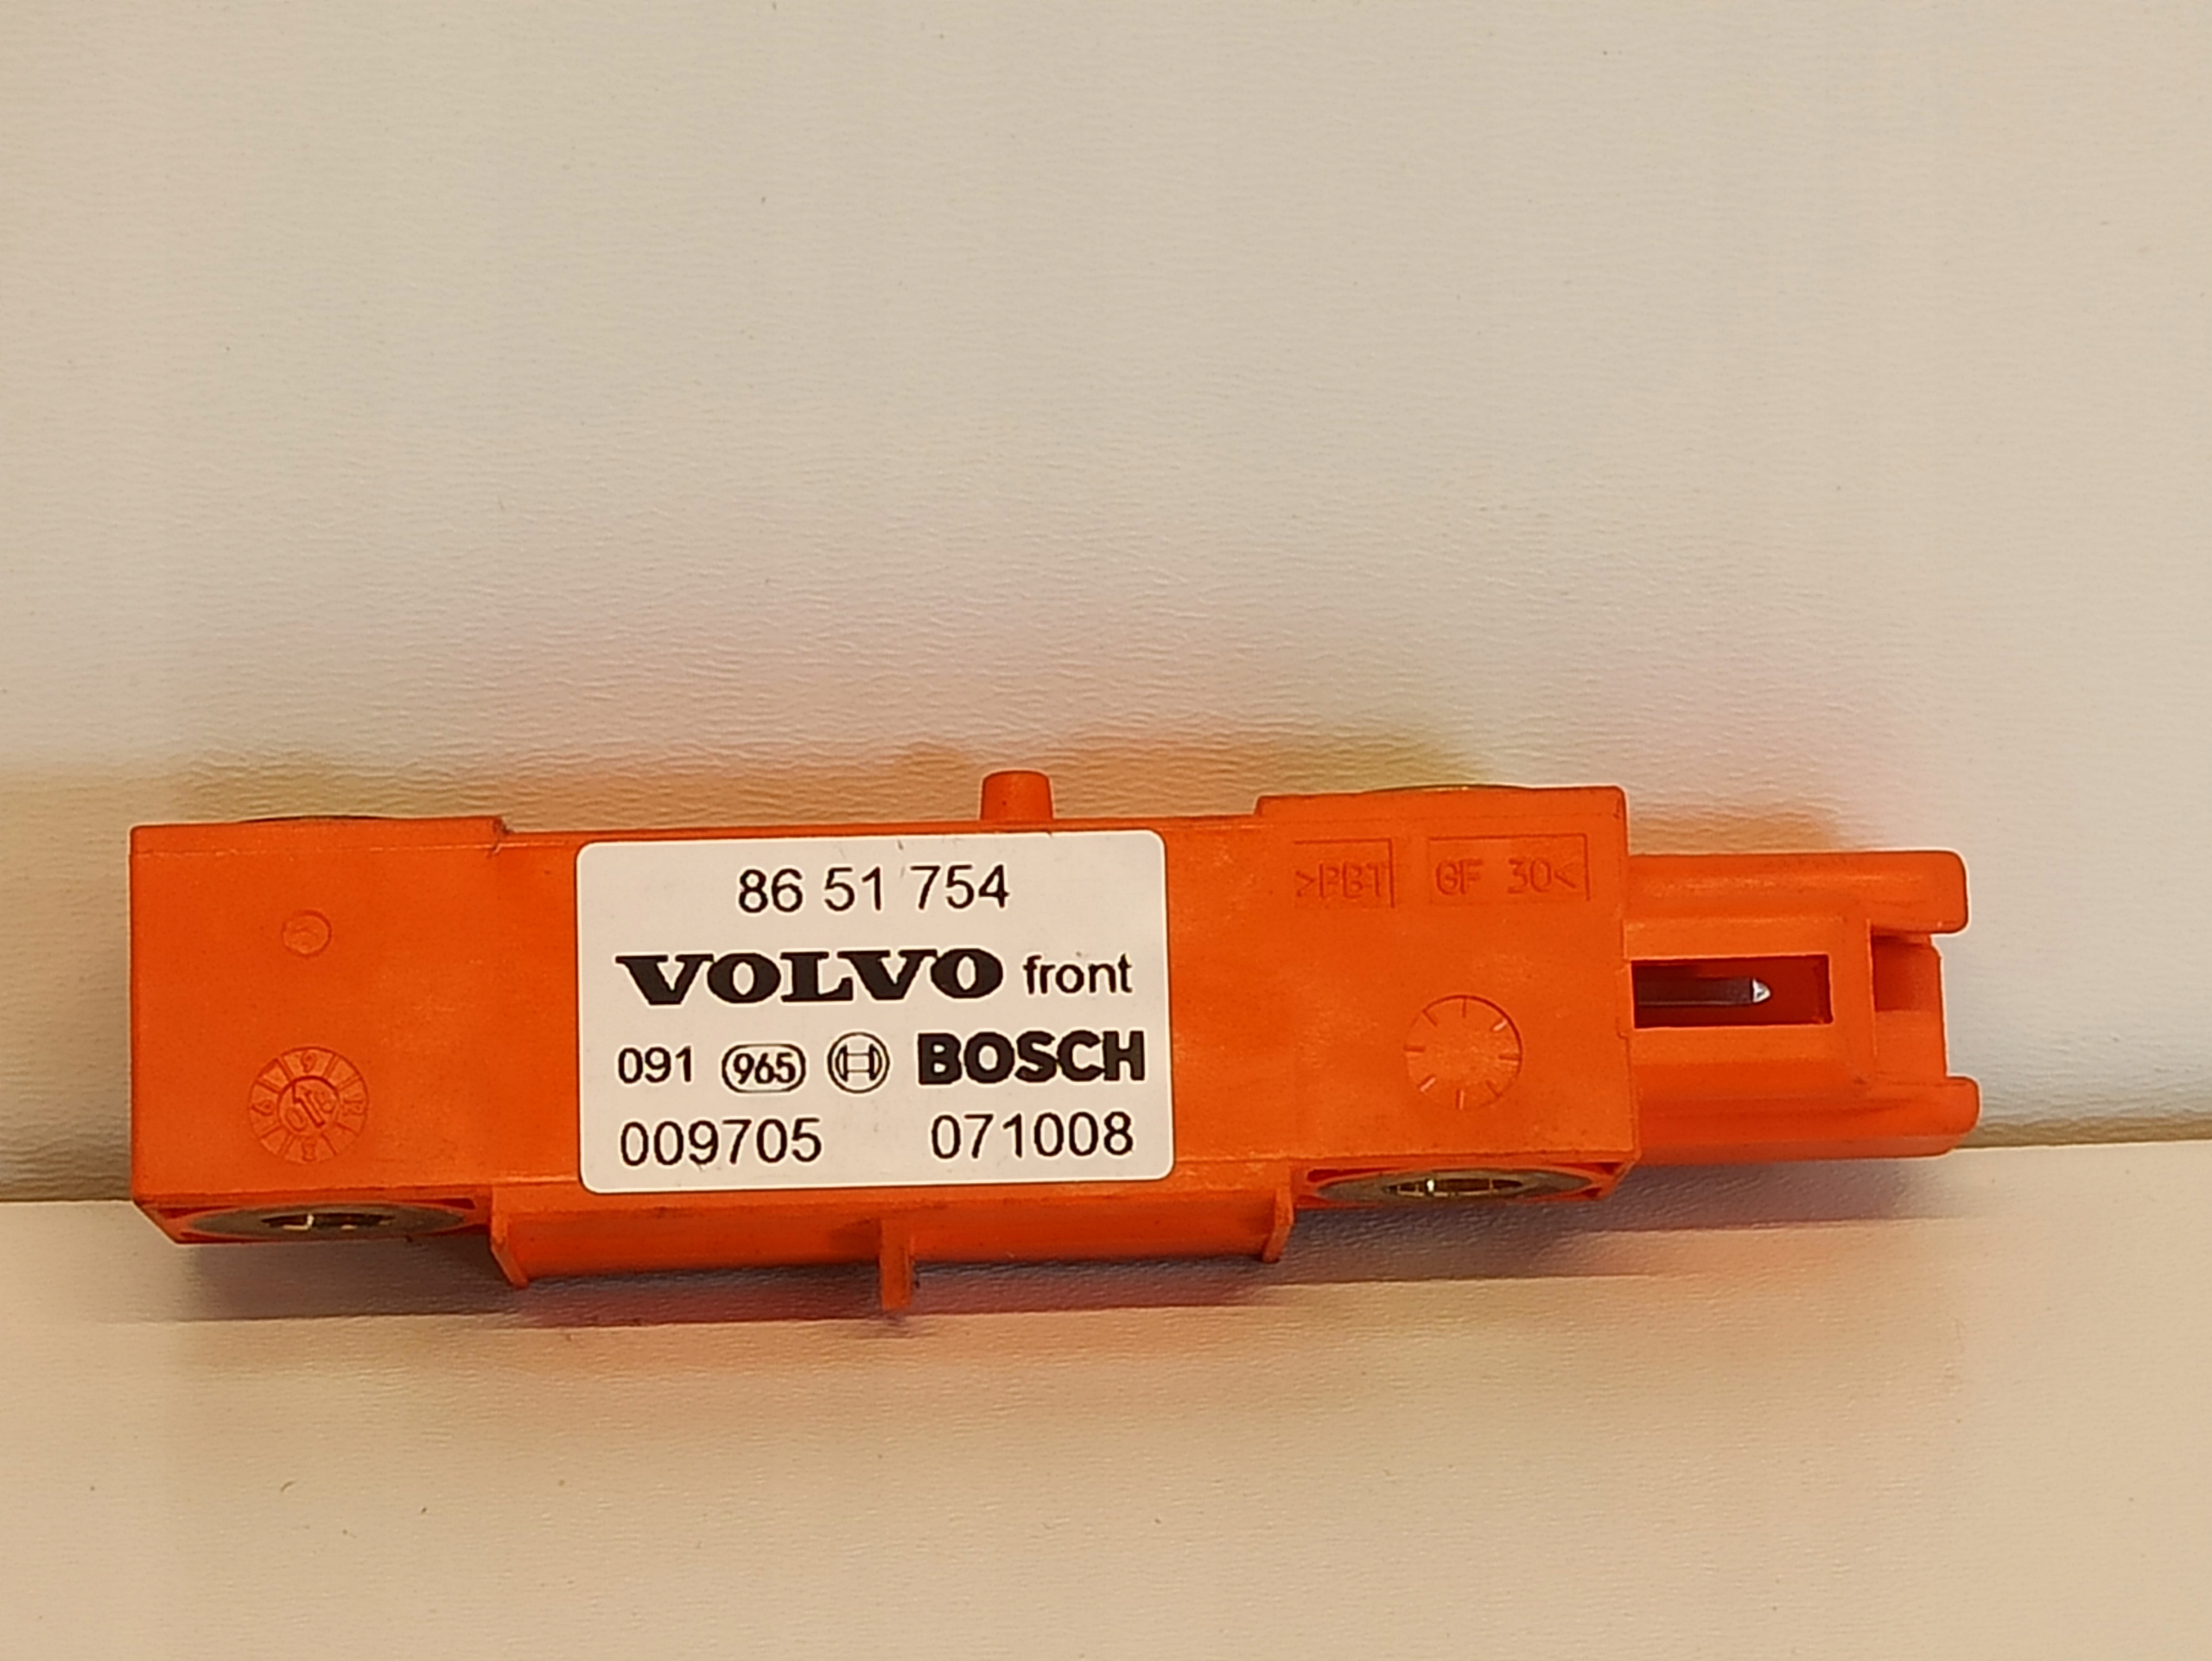 86 51 754
VOLVO front
091 965 BOSCH
009705 071008
>PBT GF 30<